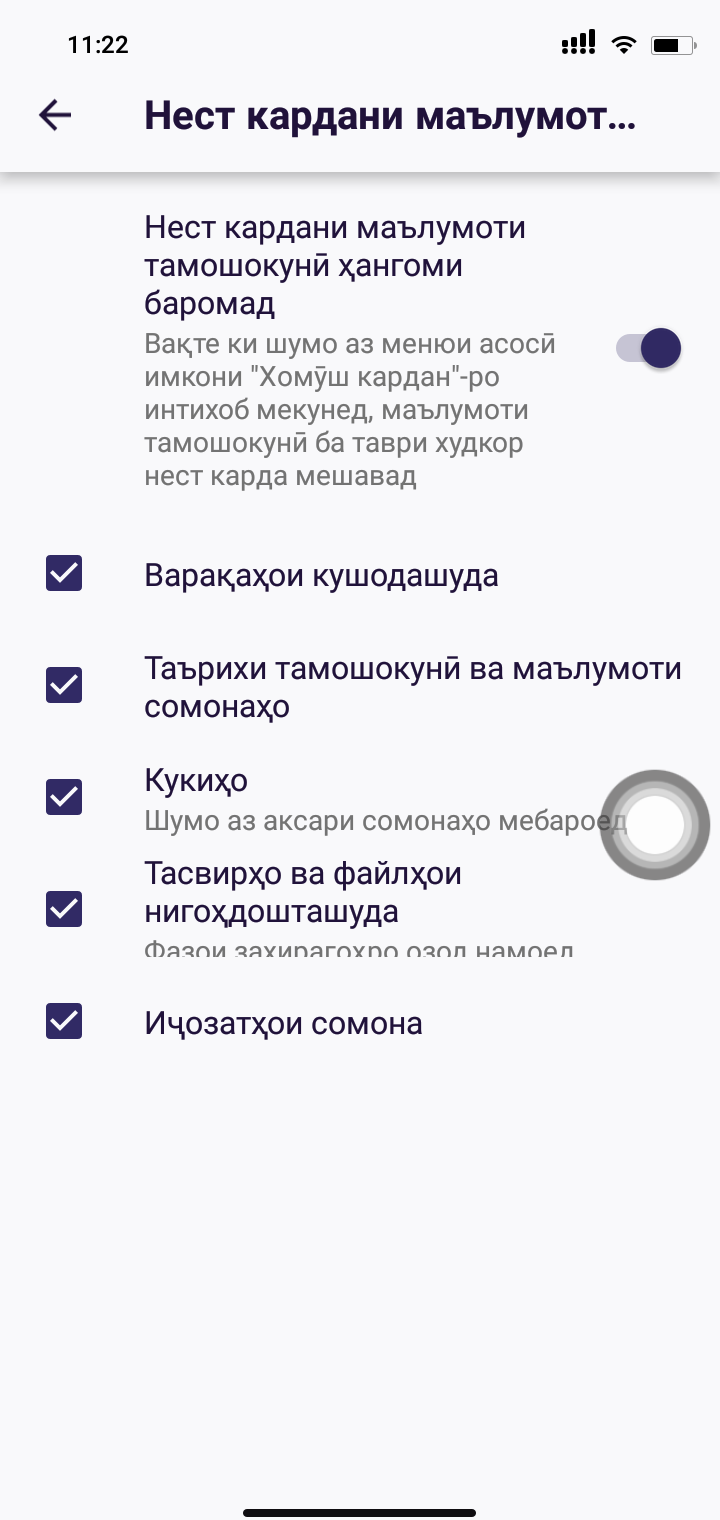 11:22
Нест кардани маълумот...
Нест кардани маълумоти
тамошокунӣ ҳангоми
баромад
Вақте ки шумо аз менюи асосӣ
имкони "Хомӯш кардан"-ро
интихоб мекунед, маълумоти
тамошокунӣ ба таври худкор
нест карда мешавад
Варақаҳои кушодашуда
Таърихи тамошокунӣ ва маълумоти
сомонаҳо
Кукиҳо
Шумо аз аксари сомонаҳо мебароед
Тасвирҳо ва файлҳои
нигоҳдошташуда
Фазои захирагоҳро озод намоед
Иҷозатҳои сомона